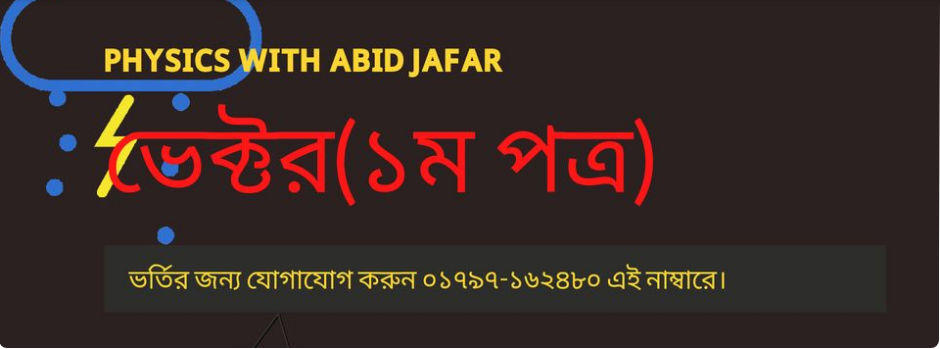 PHYSICS WITH ABID JAFAR
ভেক্টর(১ম পত্র)
ভর্তির জন্য যোগাযোগ করুন ০১৭৯৭-১৬২৪৮০ এই নাম্বারে।